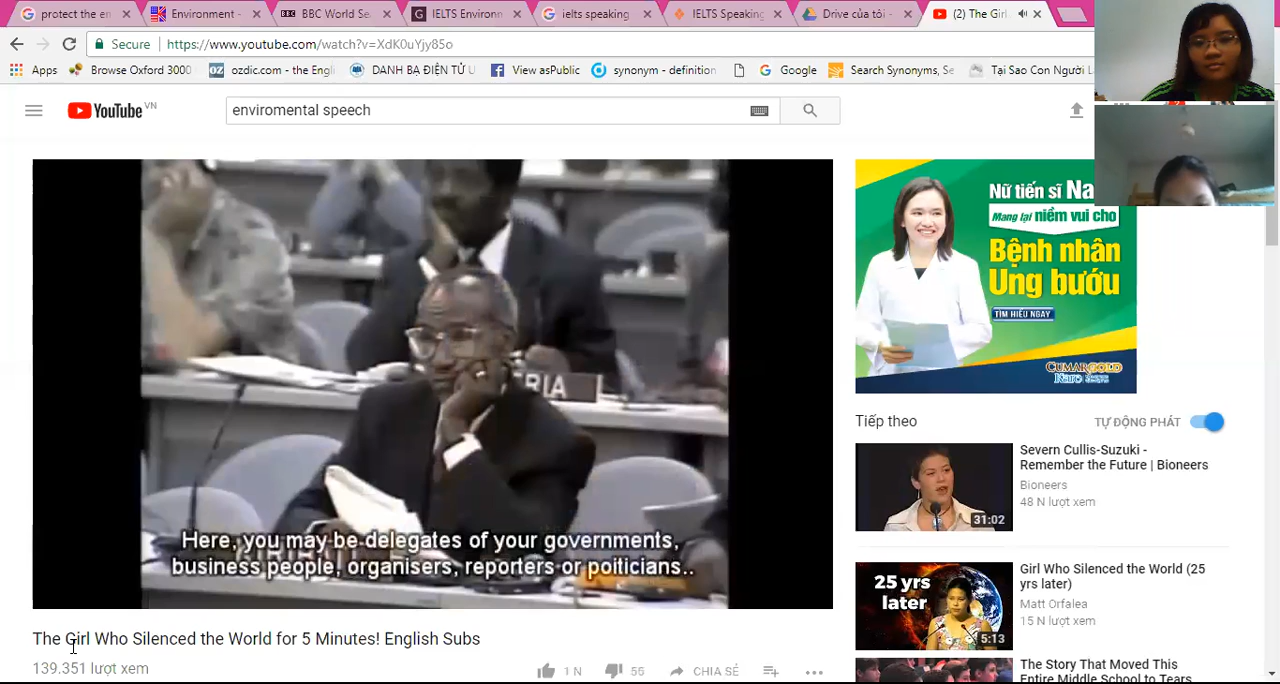 protect the en
Environment -
BBC World Se
IELTS Environm
ielts speaking
IELTS Speaking
Drive của tôi -
(2) The Girl
Secure
https://www.youtube.com/watch?v=XdK0uYjy85o
Apps
Browse Oxford 3000
ozdic.com - the Engli
DANH BẠ ĐIỆN TỬ U
View asPublic
synonym - definition
Google
Search Synonyms, Se
Tại Sao Con Người L
YouTube VN
enviromental speech
RIA
Here, you may be delegates of your governments,
business people, organisers, reporters or poiticians..
The Girl Who Silenced the World for 5 Minutes! English Subs
139.351 lượt xem
1 N
55
CHIA SẺ
Nữ tiến sĩ Na
Mang lại niềm vui cho
Bệnh nhân
Ung bướu
TÌM HIỂU NGAY
CUMARGOLD
Kare
Tiếp theo
TỰ ĐỘNG PHÁT
Severn Cullis-Suzuki -
Remember the Future | Bioneers
Bioneers
48 N lượt xem
31:02
25 yrs
later
5:13
Girl Who Silenced the World (25
yrs later)
Matt Orfalea
15 N lượt xem
The Story That Moved This
Entire Middle School to Tears